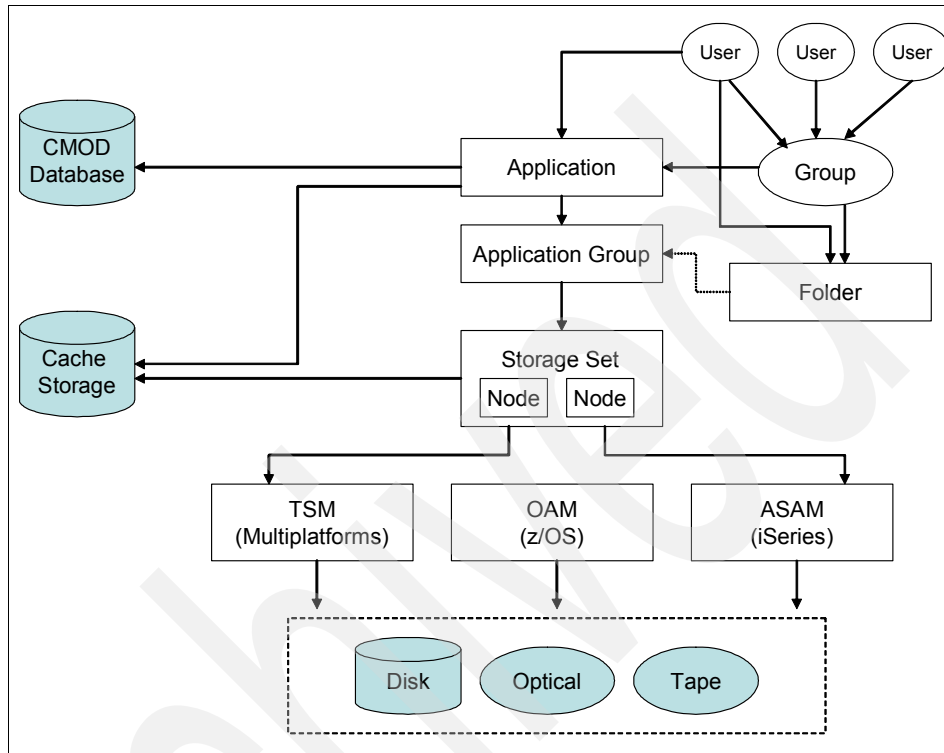 User
User
User
CMOD
Database
Application
Group
Application Group
Folder
Cache
Storage
Storage Set
Node
Node
TSM
(Multiplatforms)
OAM
(z/OS)
ASAM
(iSeries)
Disk
Optical
Tape